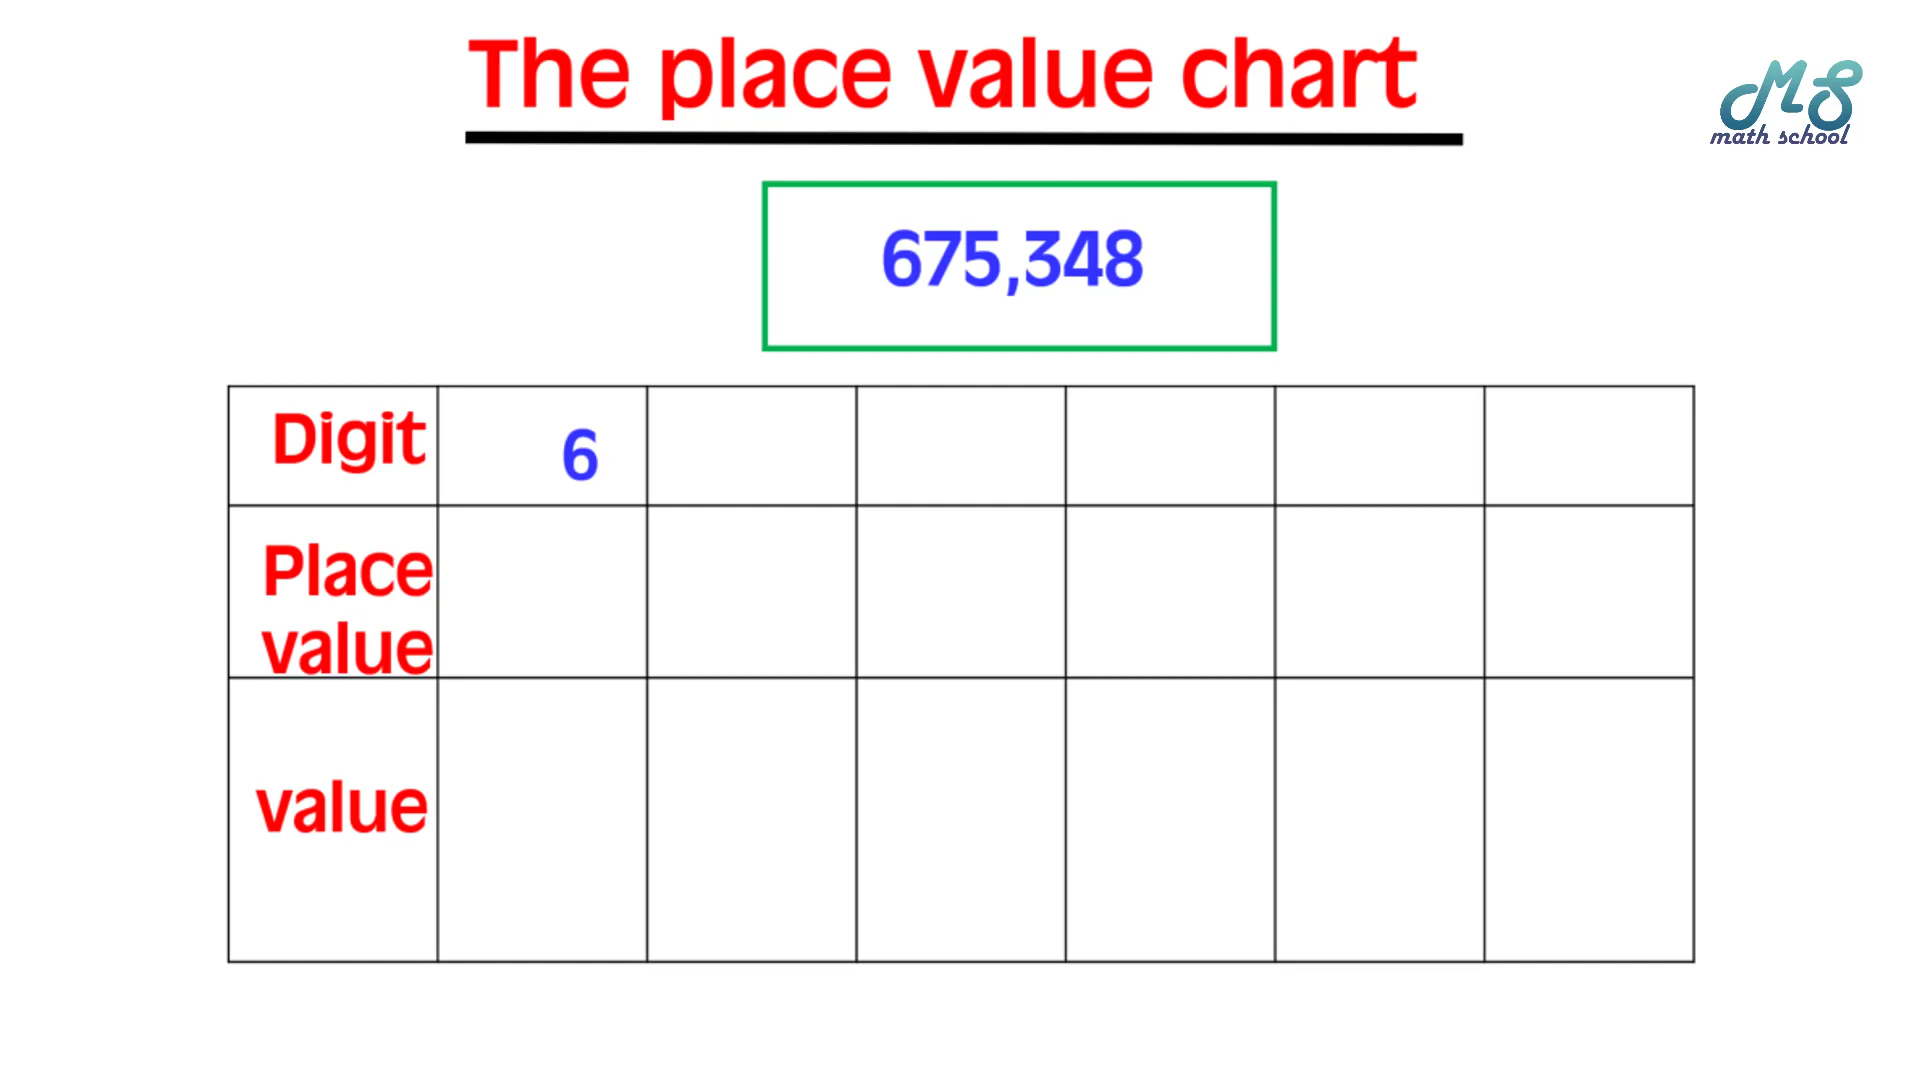 The place value chart
MS
math school
675,348
Digit 6
Place
value
value